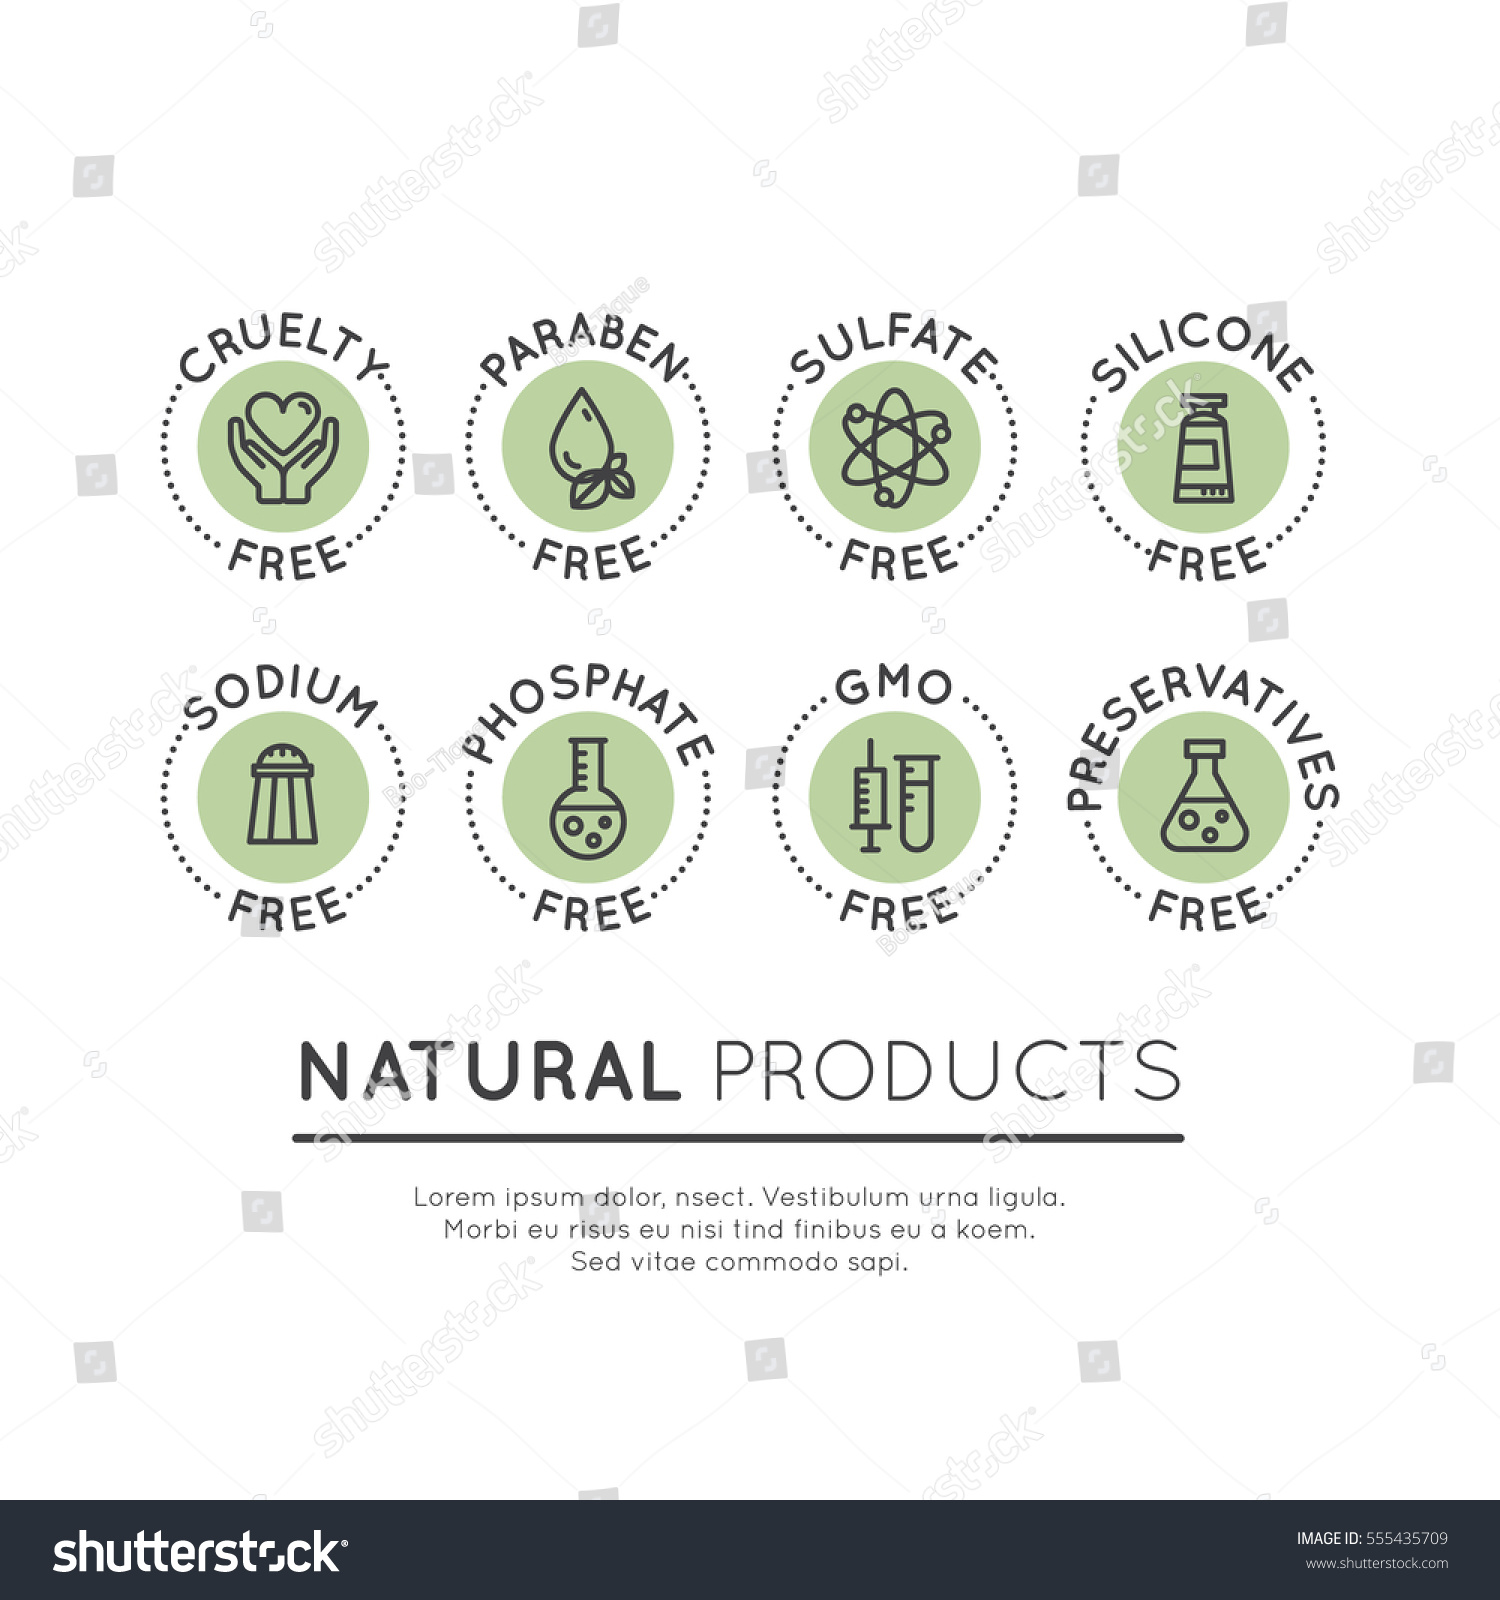 CRUELTY FREE
PARABEN FREE
SULFATE FREE
SILICONE FREE
SODIUM FREE
PHOSPHATE FREE
GMO FREE
PRESERVATIVES FREE
NATURAL PRODUCTS
Lorem ipsum dolor, nsect. Vestibulum urna ligula.
Morbi eu risus eu nisi tind finibus eu a koem.
Sed vitae commodo sapi.
shutterstock
IMAGE ID: 555435709
www.shutterstock.com
Boo-Tique